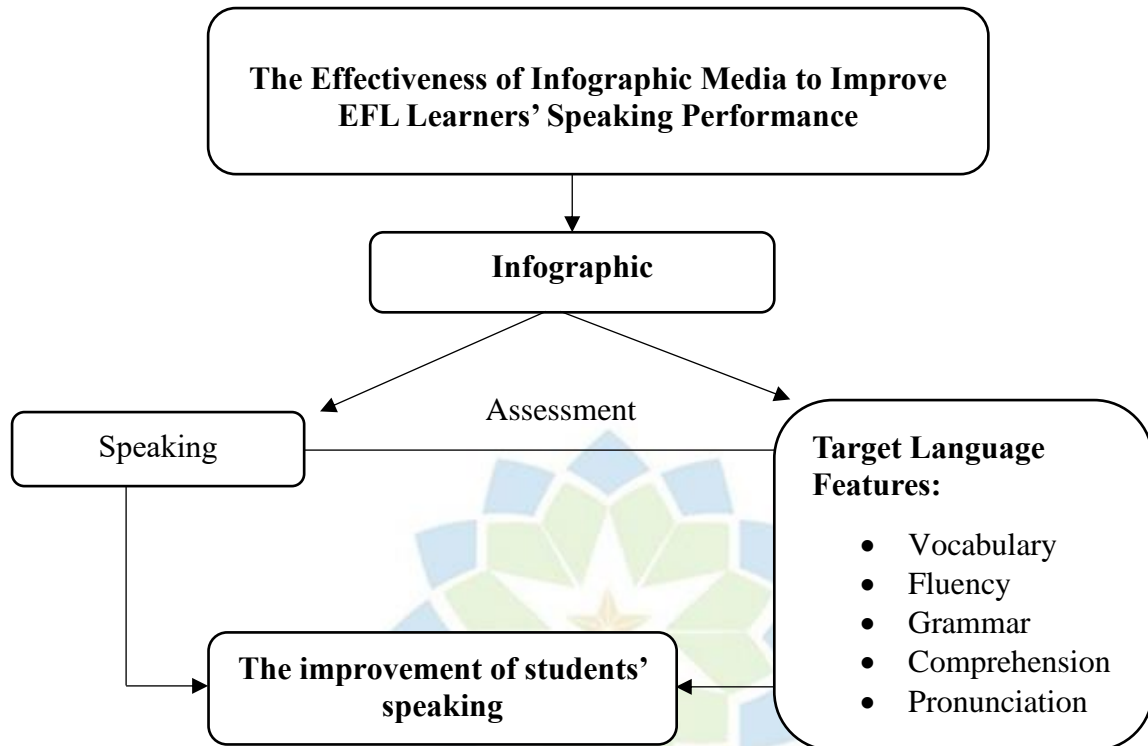 The Effectiveness of Infographic Media to Improve
EFL Learners’ Speaking Performance
Infographic
Assessment
Speaking
Target Language
Features:
• Vocabulary
• Fluency
• Grammar
• Comprehension
• Pronunciation
The improvement of students’
speaking